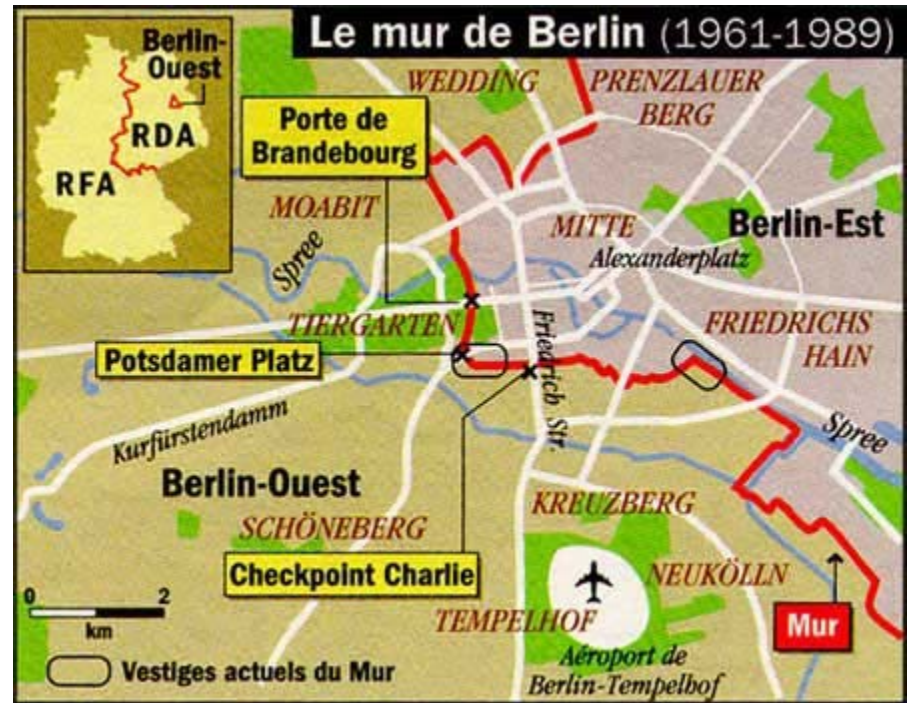 Le mur de Berlin (1961-1989)
Berlin-
Ouest
RDA
RFA
WEDDING
PRENZLAUER
BERG
Porte de
Brandebourg
MOABIT
Spree
MITTE
Berlin-Est
Alexanderplatz
TIERGARTEN
Friedrich Str.
FRIEDRICHS
HAIN
Potsdamer Platz
Kurfürstendamm
Spree
Berlin-Ouest
SCHÖNEBERG
KREUZBERG
Checkpoint Charlie
NEUKÖLLN
TEMPELHOF
Mur
0 2
km
Aéroport de
Berlin-Tempelhof
Vestiges actuels du Mur